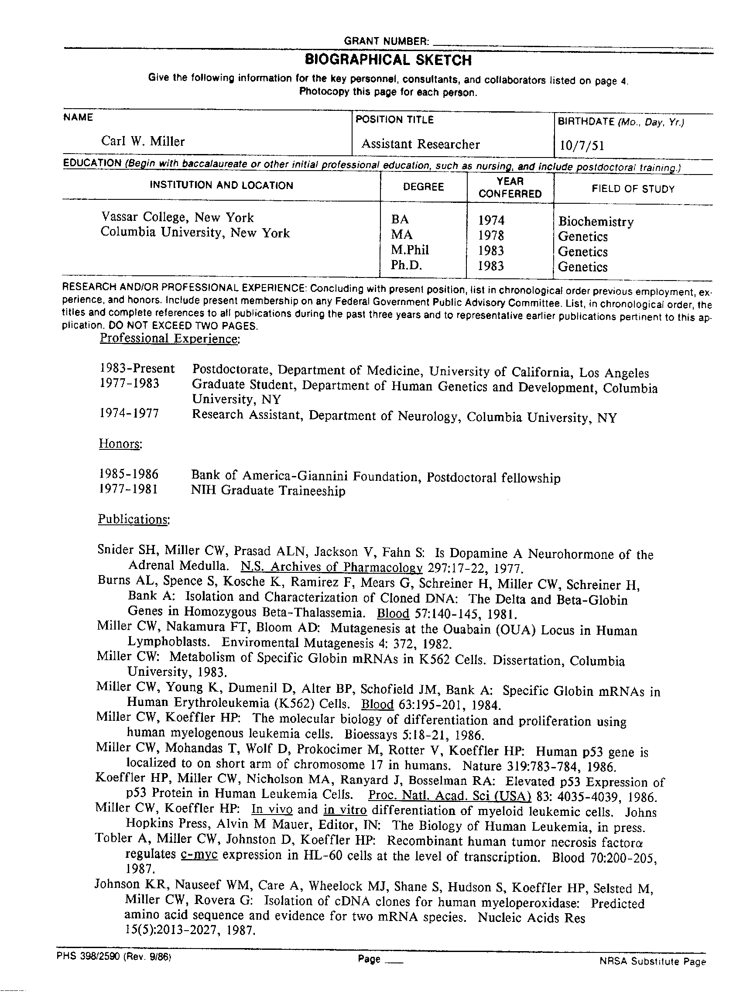 GRANT NUMBER:
BIOGRAPHICAL SKETCH
Give the following information for the key personnel, consultants, and collaborators listed on page 4.
Photocopy this page for each person.
NAME
POSITION TITLE
BIRTHDATE (Mo., Day, Yr.)
Carl W. Miller
Assistant Researcher
10/7/51
EDUCATION (Begin with baccalaureate or other initial professional education, such as nursing, and include postdoctoral training.)
INSTITUTION AND LOCATION
DEGREE
YEAR
CONFERRED
FIELD OF STUDY
Vassar College, New York BA 1974 Biochemistry
Columbia University, New York MA 1978 Genetics
M.Phil 1983 Genetics
Ph.D. 1983 Genetics
RESEARCH AND/OR PROFESSIONAL EXPERIENCE: Concluding with present position, list in chronological order previous employment, ex-
perience, and honors. Include present membership on any Federal Government Public Advisory Committee. List, in chronological order, the
titles and complete references to all publications during the past three years and to representative earlier publications pertinent to this ap-
plication. DO NOT EXCEED TWO PAGES.
Professional Experience:
1983-Present Postdoctorate, Department of Medicine, University of California, Los Angeles
1977-1983 Graduate Student, Department of Human Genetics and Development, Columbia
University, NY
1974-1977 Research Assistant, Department of Neurology, Columbia University, NY
Honors:
1985-1986 Bank of America-Giannini Foundation, Postdoctoral fellowship
1977-1981 NIH Graduate Traineeship
Publications:
Snider SH, Miller CW, Prasad ALN, Jackson V, Fahn S: Is Dopamine A Neurohormone of the
Adrenal Medulla. N.S. Archives of Pharmacology 297:17-22, 1977.
Burns AL, Spence S, Kosche K, Ramirez F, Mears G, Schreiner H, Miller CW, Schreiner H,
Bank A: Isolation and Characterization of Cloned DNA: The Delta and Beta-Globin
Genes in Homozygous Beta-Thalassemia. Blood 57:140-145, 1981.
Miller CW, Nakamura FT, Bloom AD: Mutagenesis at the Ouabain (OUA) Locus in Human
Lymphoblasts. Enviromental Mutagenesis 4: 372, 1982.
Miller CW: Metabolism of Specific Globin mRNAs in K562 Cells. Dissertation, Columbia
University, 1983.
Miller CW, Young K, Dumenil D, Alter BP, Schofield JM, Bank A: Specific Globin mRNAs in
Human Erythroleukemia (K562) Cells. Blood 63:195-201, 1984.
Miller CW, Koeffler HP: The molecular biology of differentiation and proliferation using
human myelogenous leukemia cells. Bioessays 5:18-21, 1986.
Miller CW, Mohandas T, Wolf D, Prokocimer M, Rotter V, Koeffler HP: Human p53 gene is
localized to on short arm of chromosome 17 in humans. Nature 319:783-784, 1986.
Koeffler HP, Miller CW, Nicholson MA, Ranyard J, Bosselman RA: Elevated p53 Expression of
p53 Protein in Human Leukemia Cells. Proc. Natl. Acad. Sci (USA) 83: 4035-4039, 1986.
Miller CW, Koeffler HP: In vivo and in vitro differentiation of myeloid leukemic cells. Johns
Hopkins Press, Alvin M Mauer, Editor, IN: The Biology of Human Leukemia, in press.
Tobler A, Miller CW, Johnston D, Koeffler HP: Recombinant human tumor necrosis factorα
regulates c-myc expression in HL-60 cells at the level of transcription. Blood 70:200-205,
1987.
Johnson KR, Nauseef WM, Care A, Wheelock MJ, Shane S, Hudson S, Koeffler HP, Selsted M,
Miller CW, Rovera G: Isolation of cDNA clones for human myeloperoxidase: Predicted
amino acid sequence and evidence for two mRNA species. Nucleic Acids Res
15(5):2013-2027, 1987.
PHS 398/2590 (Rev. 9/86) Page NRSA Substitute Page